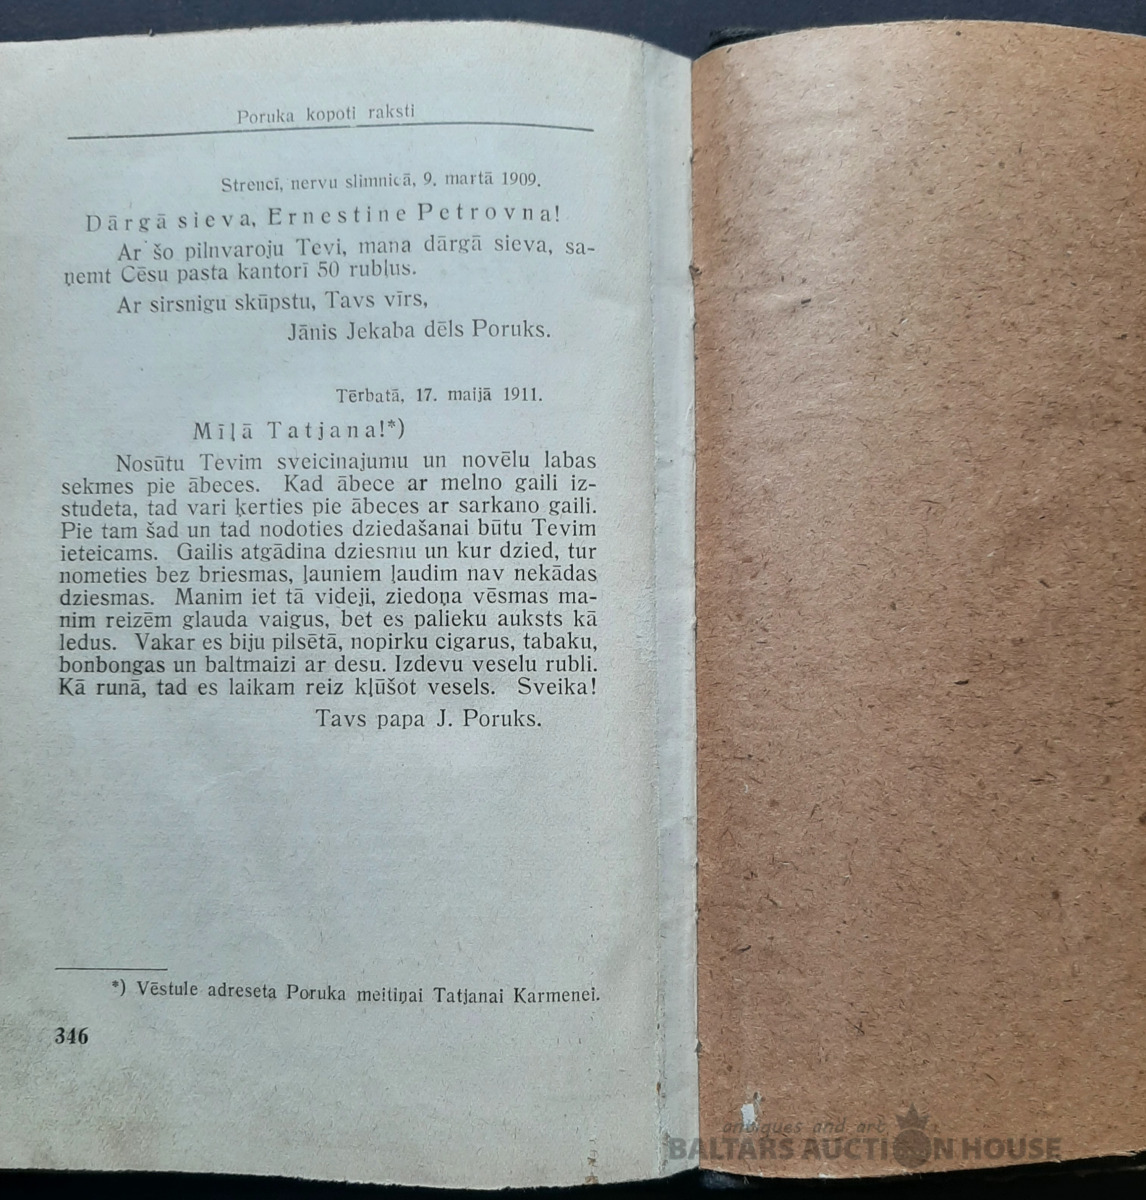 Poruka kopoti raksti
Strencī, nervu slimnicā, 9. martā 1909.
Dārgā sieva, Ernestine Petrovna!
Ar šo pilnvaroju Tevi, mana dārgā sieva, sa-
ņemt Cēsu pasta kantorī 50 rubļus.
Ar sirsnigu skūpstu, Tavs vīrs,
Jānis Jekaba dēls Poruks.
Tērbatā, 17. maijā 1911.
Mīļā Tatjana!*)
Nosūtu Tevim sveicinajumu un novēlu labas
sekmes pie ābeces. Kad ābece ar melno gaili iz-
studeta, tad vari ķerties pie ābeces ar sarkano gaili.
Pie tam šad un tad nodoties dziedašanai būtu Tevim
ieteicams. Gailis atgādina dziesmu un kur dzied, tur
nometies bez briesmas, ļauniem ļaudim nav nekādas
dziesmas. Manim iet tā videji, ziedoņa vēsmas ma-
nim reizēm glauda vaigus, bet es palieku auksts kā
ledus. Vakar es biju pilsētā, nopirku cigarus, tabaku,
bonbongas un baltmaizi ar desu. Izdevu veselu rubli.
Kā runā, tad es laikam reiz kļūšot vesels. Sveika!
Tavs papa J. Poruks.
*) Vēstule adreseta Poruka meitiņai Tatjanai Karmenei.
346
antiques and art
BALTARS AUCTION HOUSE